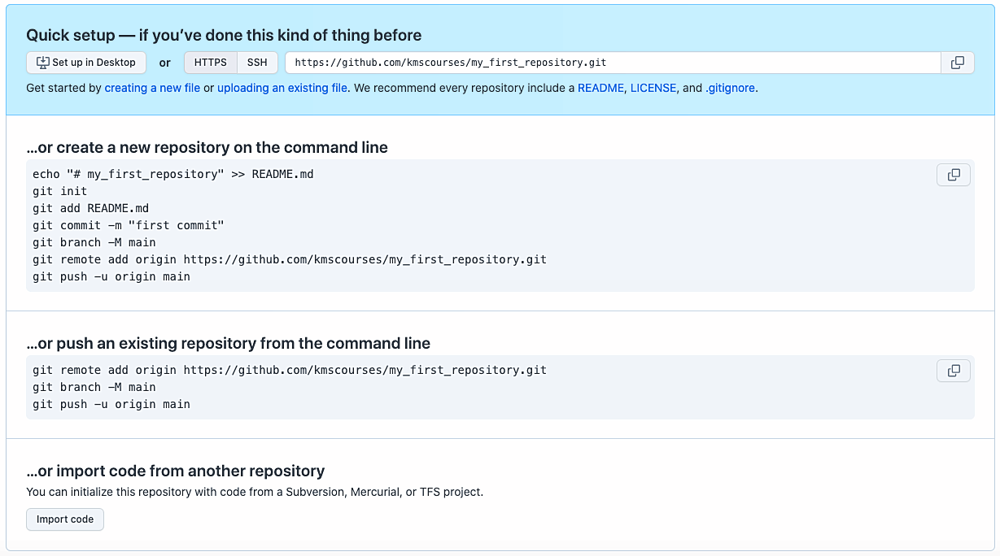 Quick setup — if you’ve done this kind of thing before
Set up in Desktop or HTTPS SSH https://github.com/kmscourses/my_first_repository.git
Get started by creating a new file or uploading an existing file. We recommend every repository include a README, LICENSE, and .gitignore.
…or create a new repository on the command line
echo "# my_first_repository" >> README.md
git init
git add README.md
git commit -m "first commit"
git branch -M main
git remote add origin https://github.com/kmscourses/my_first_repository.git
git push -u origin main
…or push an existing repository from the command line
git remote add origin https://github.com/kmscourses/my_first_repository.git
git branch -M main
git push -u origin main
…or import code from another repository
You can initialize this repository with code from a Subversion, Mercurial, or TFS project.
Import code